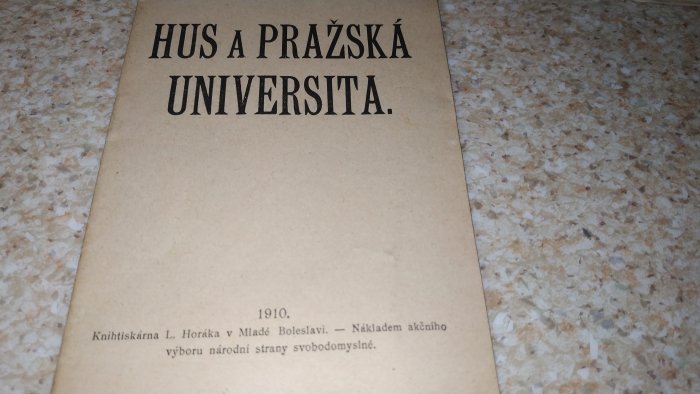 HUS A PRAŽSKÁ
UNIVERSITA.
1910.
Knihtiskárna L. Horáka v Mladé Boleslavi. — Nákladem akčního
výboru národní strany svobodomyslné.